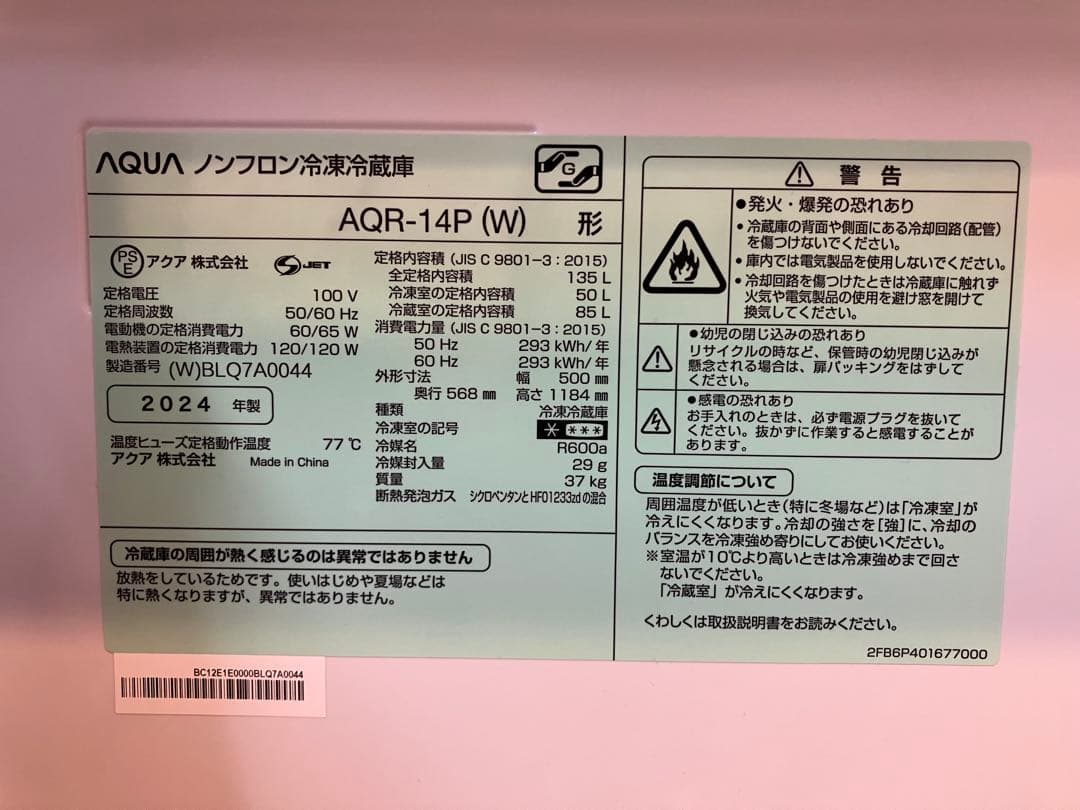 AQUA ノンフロン冷凍冷蔵庫
G
AQR-14P (W) 形
PS E アクア 株式会社 S JET
定格電圧 100 V
定格周波数 50/60 Hz
電動機の定格消費電力 60/65 W
電熱装置の定格消費電力 120/120 W
製造番号 (W)BLQ7A0044
2024 年製
温度ヒューズ定格動作温度 77 ℃
アクア 株式会社 Made in China
定格内容積 (JIS C 9801-3 : 2015)
全定格内容積 135 L
冷凍室の定格内容積 50 L
冷蔵室の定格内容積 85 L
消費電力量 (JIS C 9801-3 : 2015)
50 Hz 293 kWh/年
60 Hz 293 kWh/年
外形寸法 幅 500 ㎜
奥行 568 ㎜ 高さ 1184 ㎜
種類 冷凍冷蔵庫
冷凍室の記号 * ***
冷媒名 R600a
冷媒封入量 29 g
質量 37 kg
断熱発泡ガス シクロペンタンとHFO1233zdの混合
冷蔵庫の周囲が熱く感じるのは異常ではありません
放熱をしているためです。使いはじめや夏場などは
特に熱くなりますが、異常ではありません。
BC12E1E0000BLQ7A0044
警 告
●発火・爆発の恐れあり
・冷蔵庫の背面や側面にある冷却回路(配管)
を傷つけないでください。
・庫内では電気製品を使用しないでください。
・冷却回路を傷つけたときは冷蔵庫に触れず
火気や電気製品の使用を避け窓を開けて
換気してください。
●幼児の閉じ込みの恐れあり
リサイクルの時など、保管時の幼児閉じ込みが
懸念される場合は、扉パッキングをはずして
ください。
●感電の恐れあり
お手入れのときは、必ず電源プラグを抜いて
ください。抜かずに作業すると感電することが
あります。
温度調節について
周囲温度が低いとき(特に冬場など)は「冷凍室」が
冷えにくくなります。冷却の強さを[強]に、冷却の
バランスを冷凍強め寄りにしてお使いください。
※室温が10℃より高いときは冷凍強めまで回さ
ないでください。
「冷蔵室」が冷えにくくなります。
くわしくは取扱説明書をお読みください。
2FB6P401677000